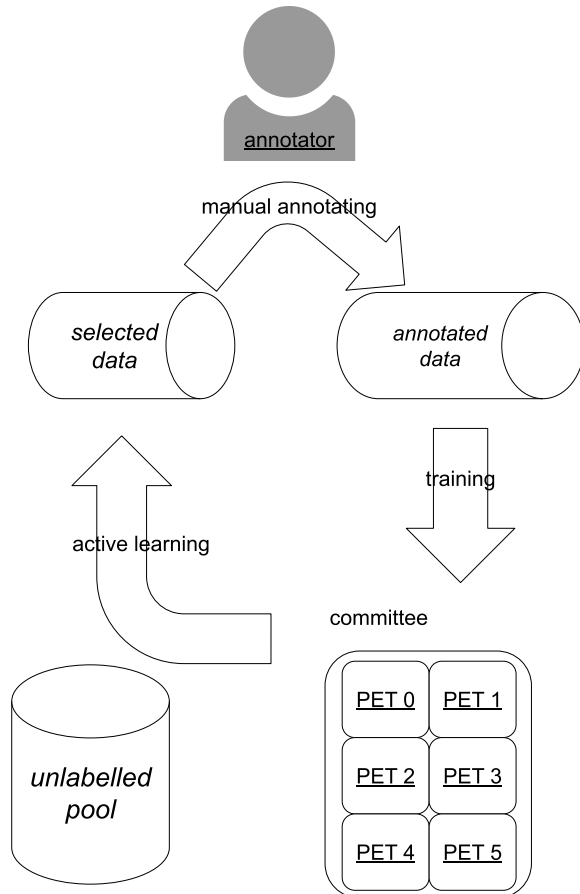 annotator
manual annotating
selected
data
annotated
data
training
active learning
committee
PET 0
PET 1
unlabelled
pool
PET 2
PET 3
PET 4
PET 5